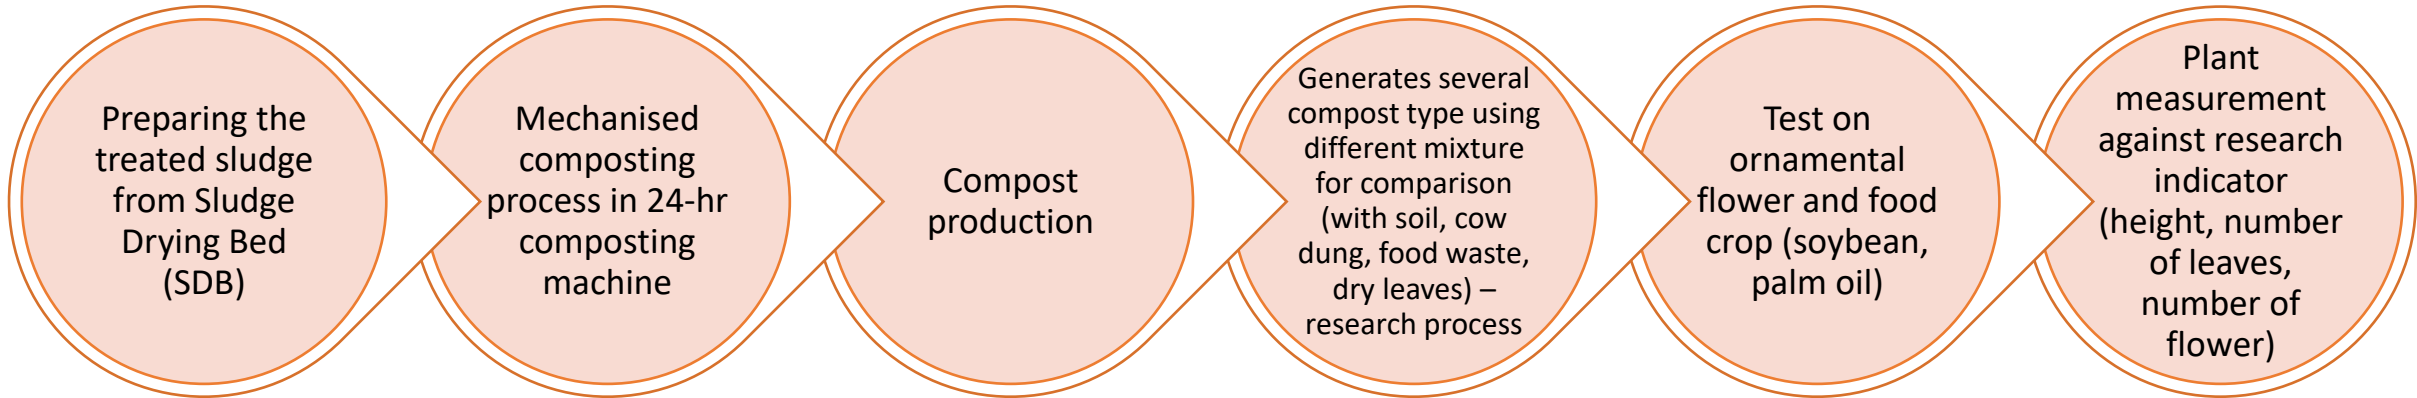 Preparing the
treated sludge
from Sludge
Drying Bed
(SDB)
Mechanised
composting
process in 24-hr
composting
machine
Compost
production
Generates several
compost type using
different mixture
for comparison
(with soil, cow
dung, food waste,
dry leaves) –
research process
Test on
ornamental
flower and food
crop (soybean,
palm oil)
Plant
measurement
against research
indicator
(height, number
of leaves,
number of
flower)